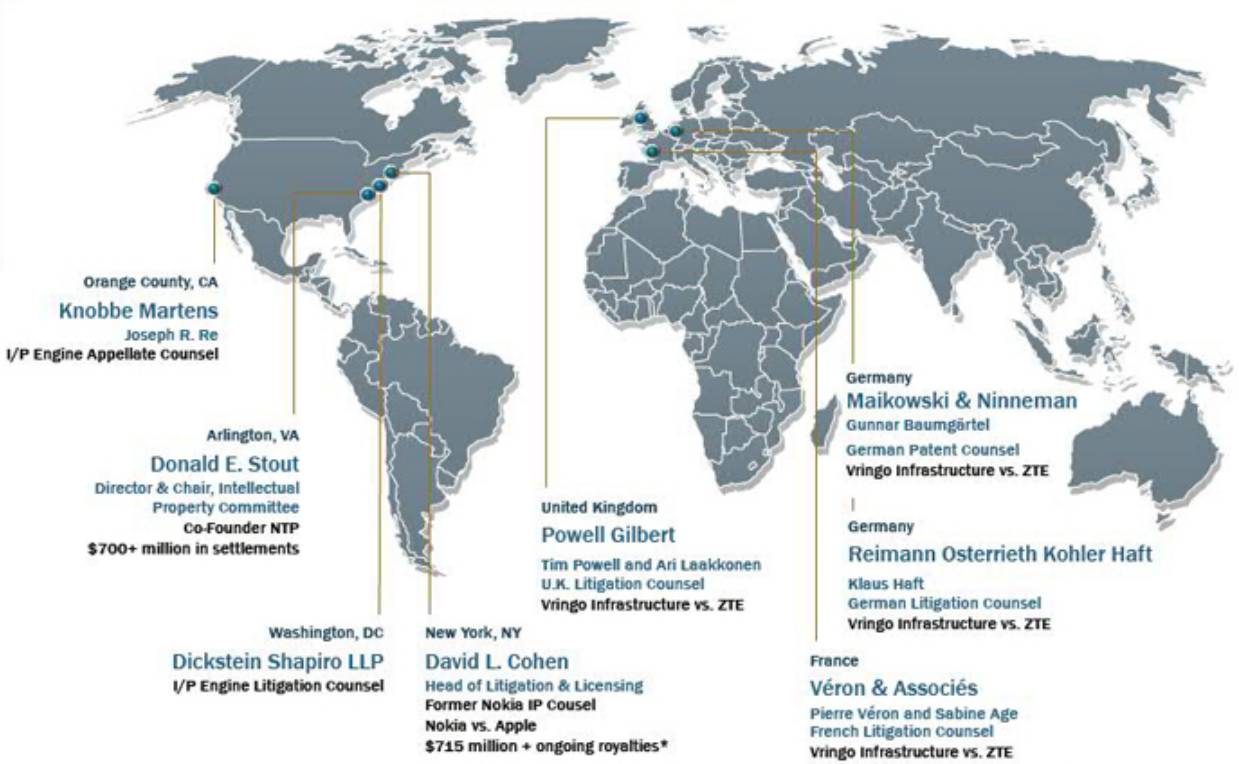 Orange County, CA
Knobbe Martens
Joseph R. Re
I/P Engine Appellate Counsel
Arlington, VA
Donald E. Stout
Director & Chair, Intellectual
Property Committee
Co-Founder NTP
$700+ million in settlements
Washington, DC
Dickstein Shapiro LLP
I/P Engine Litigation Counsel
New York, NY
David L. Cohen
Head of Litigation & Licensing
Former Nokia IP Cousel
Nokia vs. Apple
$715 million + ongoing royalties*
United Kingdom
Powell Gilbert
Tim Powell and Ari Laakkonen
U.K. Litigation Counsel
Vringo Infrastructure vs. ZTE
Germany
Maikowski & Ninneman
Gunnar Baumgärtel
German Patent Counsel
Vringo Infrastructure vs. ZTE
Germany
Reimann Osterrieth Kohler Haft
Klaus Haft
German Litigation Counsel
Vringo Infrastructure vs. ZTE
France
Véron & Associés
Pierre Véron and Sabine Age
French Litigation Counsel
Vringo Infrastructure vs. ZTE